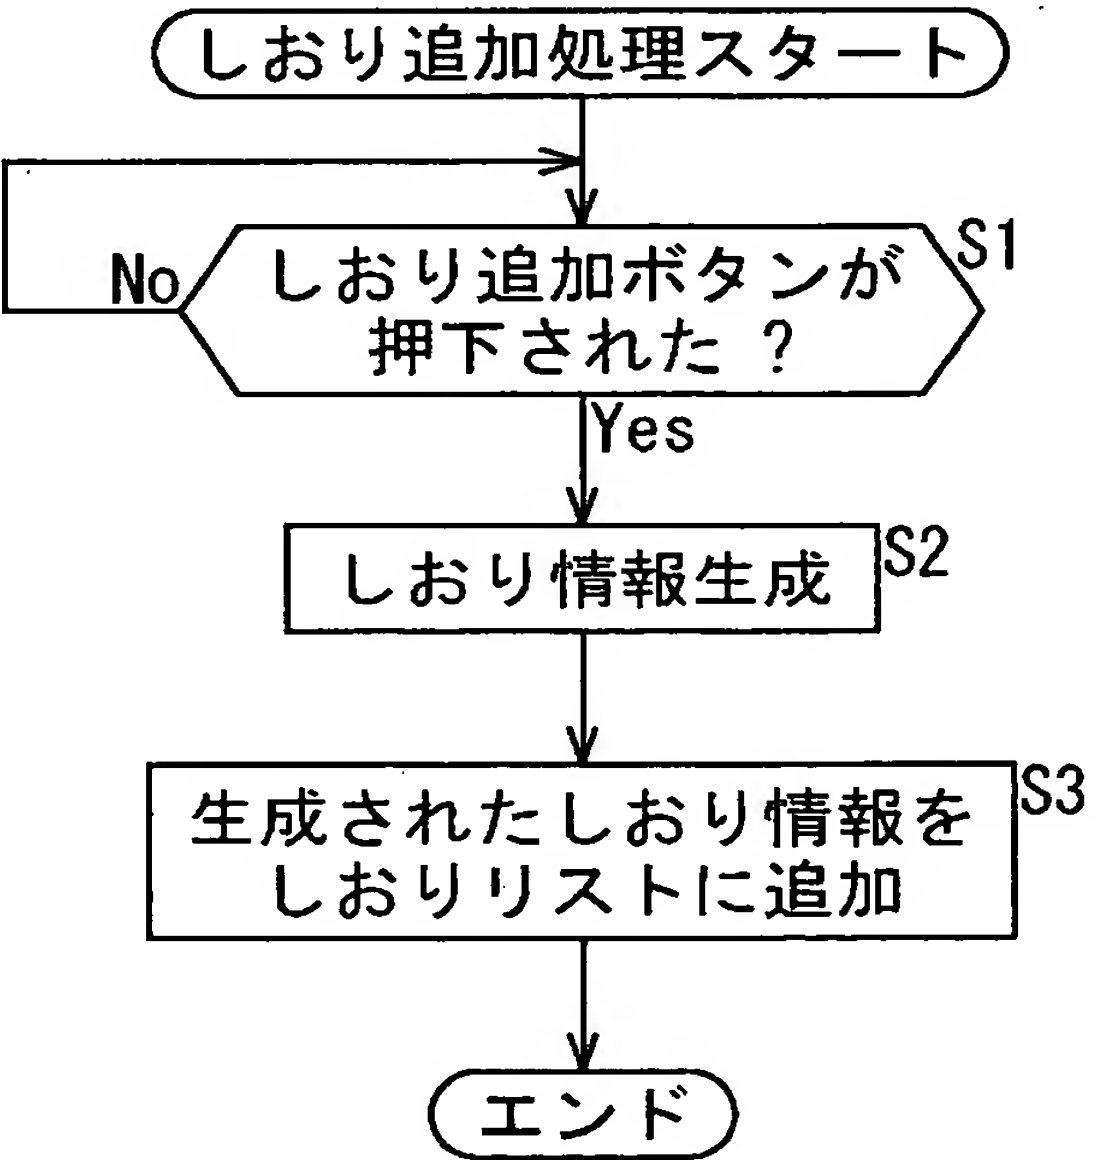 しおり追加処理スタート
S1
No
しおり追加ボタンが
押下された？
Yes
S2
しおり情報生成
S3
生成されたしおり情報を
しおりリストに追加
エンド